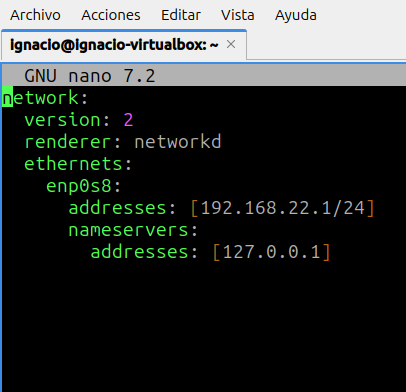 Archivo Acciones Editar Vista Ayuda
ignacio@ignacio-virtualbox: ~ ×
GNU nano 7.2
network:
  version: 2
  renderer: networkd
  ethernets:
    enp0s8:
      addresses: [192.168.22.1/24]
      nameservers:
        addresses: [127.0.0.1]